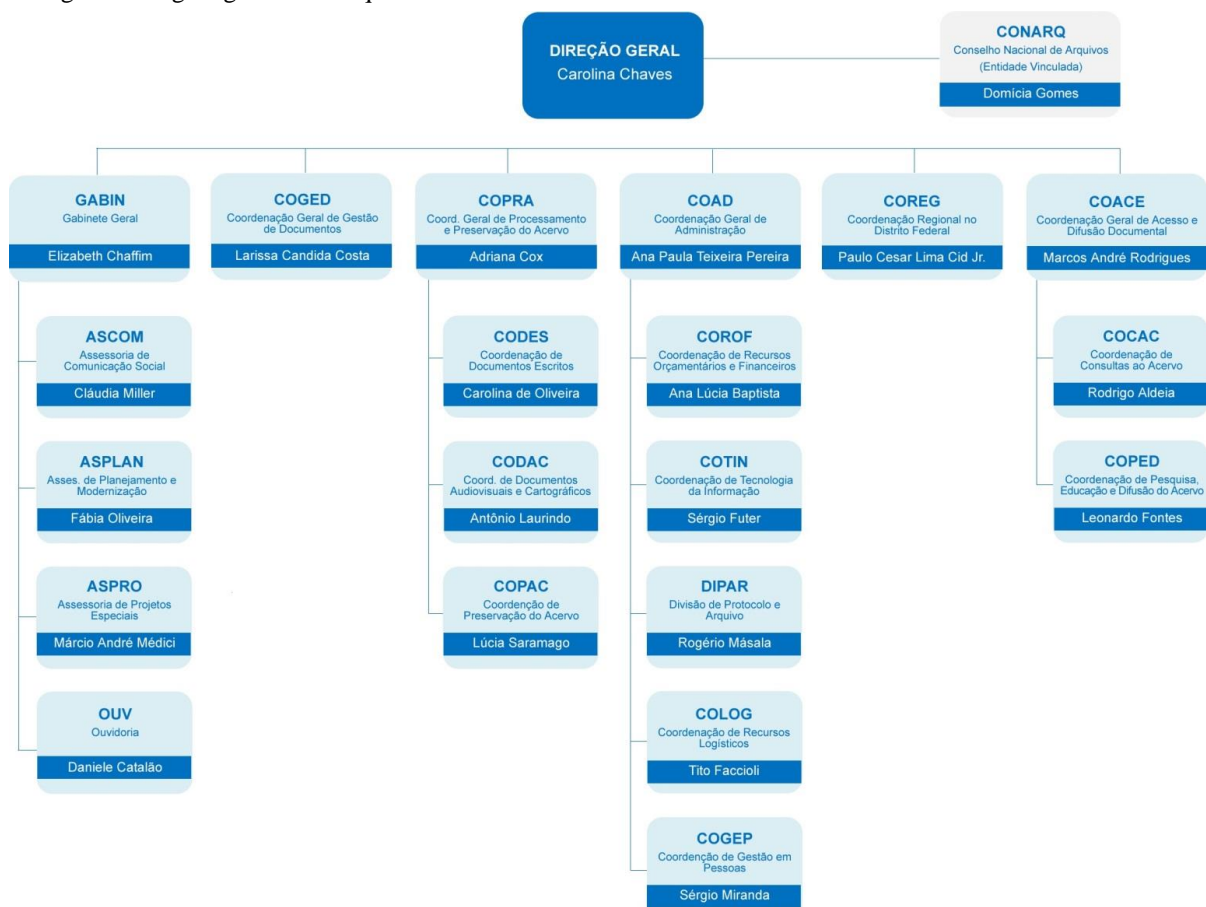 DIREÇÃO GERAL
Carolina Chaves
CONARQ
Conselho Nacional de Arquivos
(Entidade Vinculada)
Domícia Gomes
GABIN
Gabinete Geral
Elizabeth Chaffim
COGED
Coordenação Geral de Gestão
de Documentos
Larissa Candida Costa
COPRA
Coord. Geral de Processamento
e Preservação do Acervo
Adriana Cox
COAD
Coordenação Geral de
Administração
Ana Paula Teixeira Pereira
COREG
Coordenação Regional no
Distrito Federal
Paulo Cesar Lima Cid Jr.
COACE
Coordenação Geral de Acesso e
Difusão Documental
Marcos André Rodrigues
ASCOM
Assessoria de
Comunicação Social
Cláudia Miller
CODES
Coordenação de
Documentos Escritos
Carolina de Oliveira
COROF
Coordenação de Recursos
Orçamentários e Financeiros
Ana Lúcia Baptista
COCAC
Coordenação de
Consultas ao Acervo
Rodrigo Aldeia
ASPLAN
Asses. de Planejamento e
Modernização
Fábia Oliveira
CODAC
Coord. de Documentos
Audiovisuais e Cartográficos
Antônio Laurindo
COTIN
Coordenação de Tecnologia
da Informação
Sérgio Futer
COPED
Coordenação de Pesquisa,
Educação e Difusão do Acervo
Leonardo Fontes
ASPRO
Assessoria de Projetos
Especiais
Márcio André Médici
COPAC
Coordenção de
Preservação do Acervo
Lúcia Saramago
DIPAR
Divisão de Protocolo e
Arquivo
Rogério Másala
OUV
Ouvidoria
Daniele Catalão
COLOG
Coordenação de Recursos
Logísticos
Tito Faccioli
COGEP
Coordenção de Gestão em
Pessoas
Sérgio Miranda